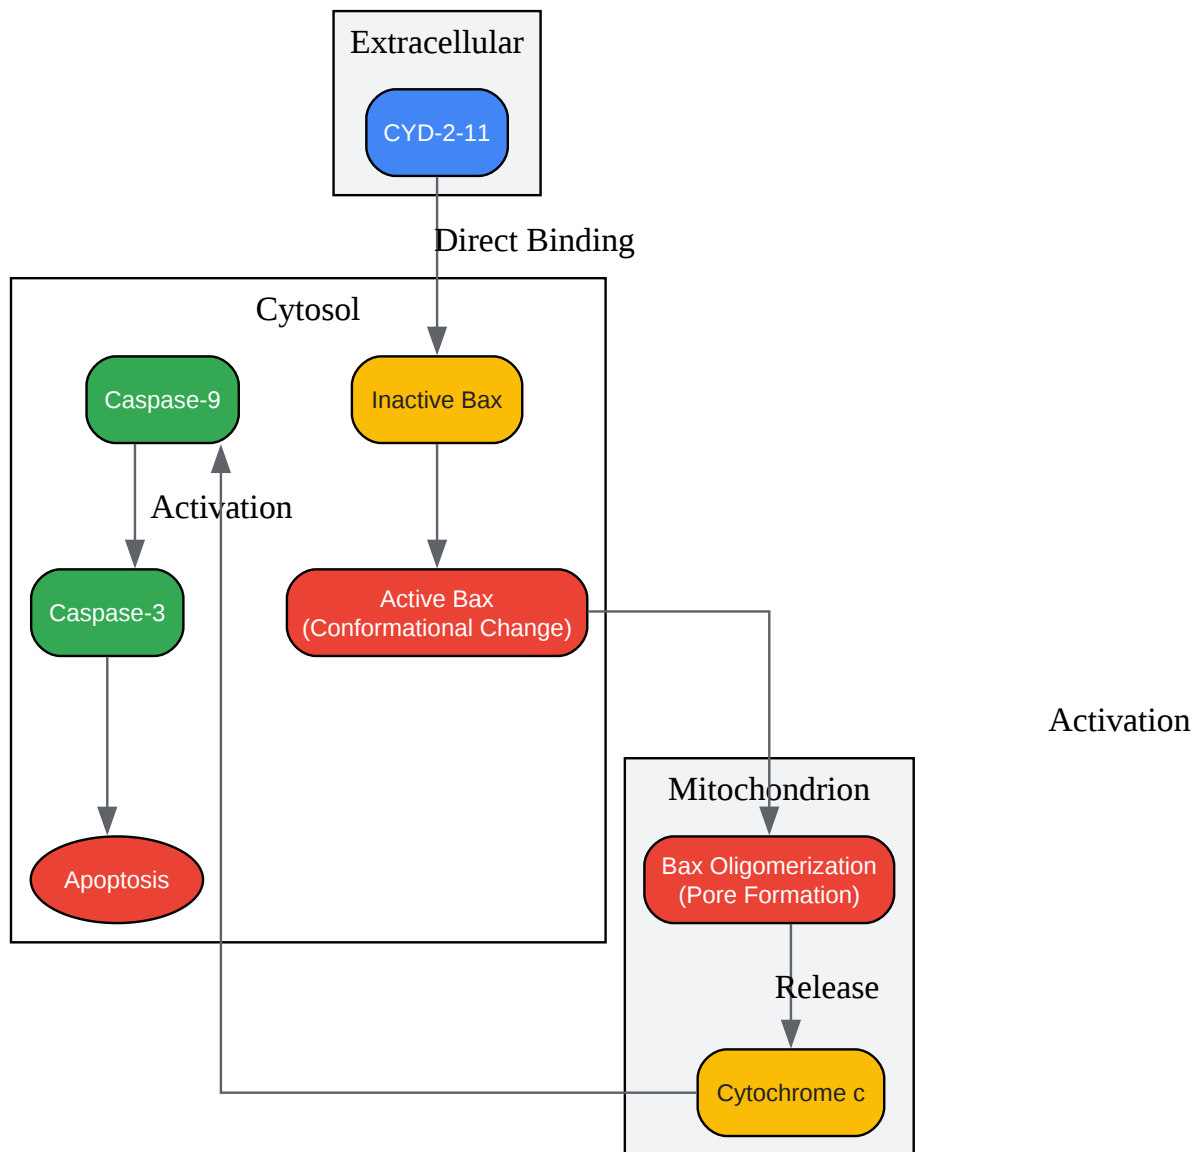 Extracellular
CYD-2-11
Direct Binding
Cytosol
Caspase-9
Inactive Bax
Activation
Caspase-3
Active Bax
(Conformational Change)
Activation
Mitochondrion
Bax Oligomerization
(Pore Formation)
Apoptosis
Release
Cytochrome c